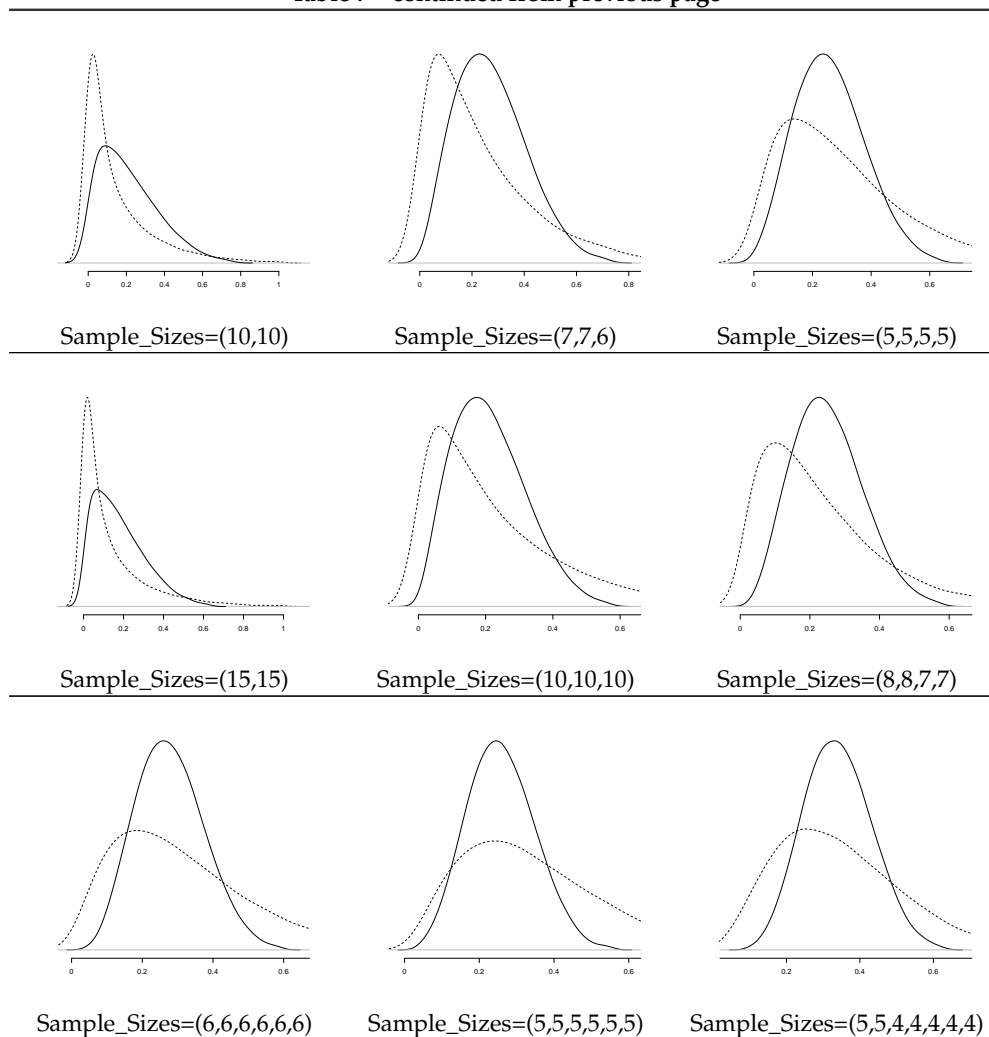 continued from previous page
0 0.2 0.4 0.6 0.8 1
0 0.2 0.4 0.6 0.8
0 0.2 0.4 0.6
Sample_Sizes=(10,10)
Sample_Sizes=(7,7,6)
Sample_Sizes=(5,5,5,5)
0 0.2 0.4 0.6 0.8 1
0 0.2 0.4 0.6
0 0.2 0.4 0.6
Sample_Sizes=(15,15)
Sample_Sizes=(10,10,10)
Sample_Sizes=(8,8,7,7)
0 0.2 0.4 0.6
0 0.2 0.4 0.6
0.2 0.4 0.6
Sample_Sizes=(6,6,6,6,6,6)
Sample_Sizes=(5,5,5,5,5,5)
Sample_Sizes=(5,5,4,4,4,4,4)